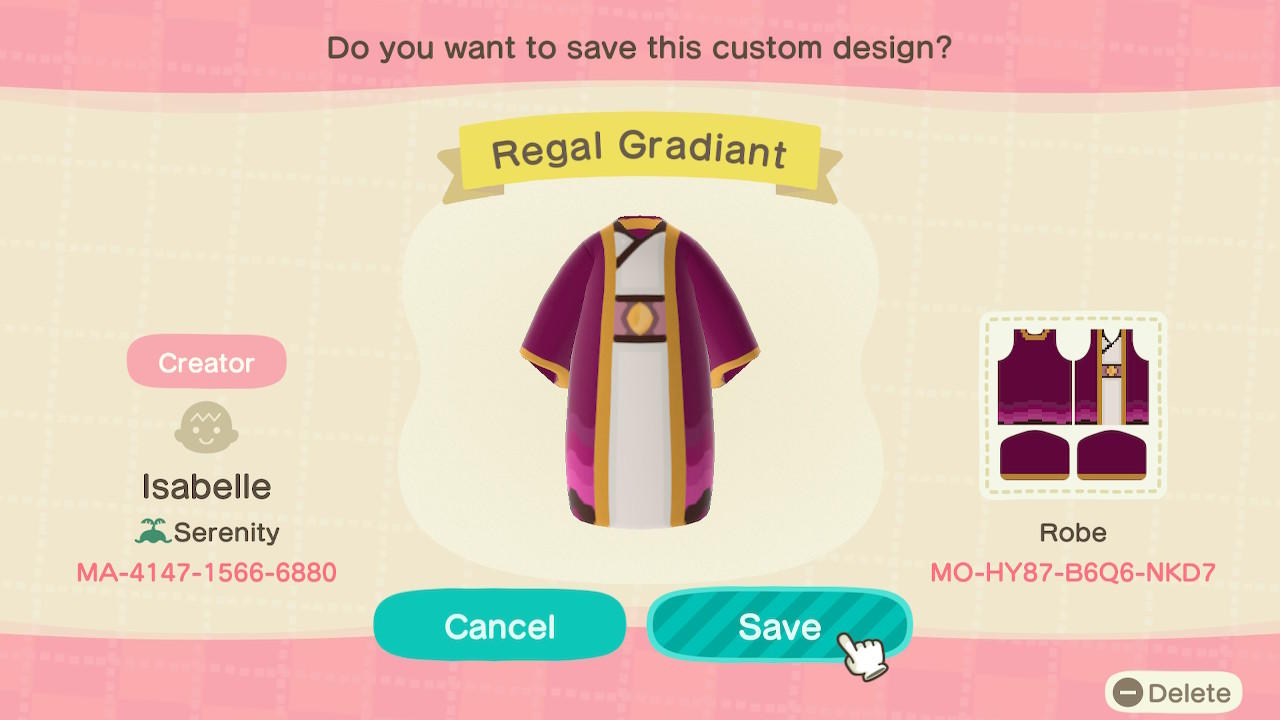 Do you want to save this custom design?
Regal Gradiant
Creator
Isabelle
Serenity
MA-4147-1566-6880
Robe
MO-HY87-B6Q6-NKD7
Cancel
Save
Delete